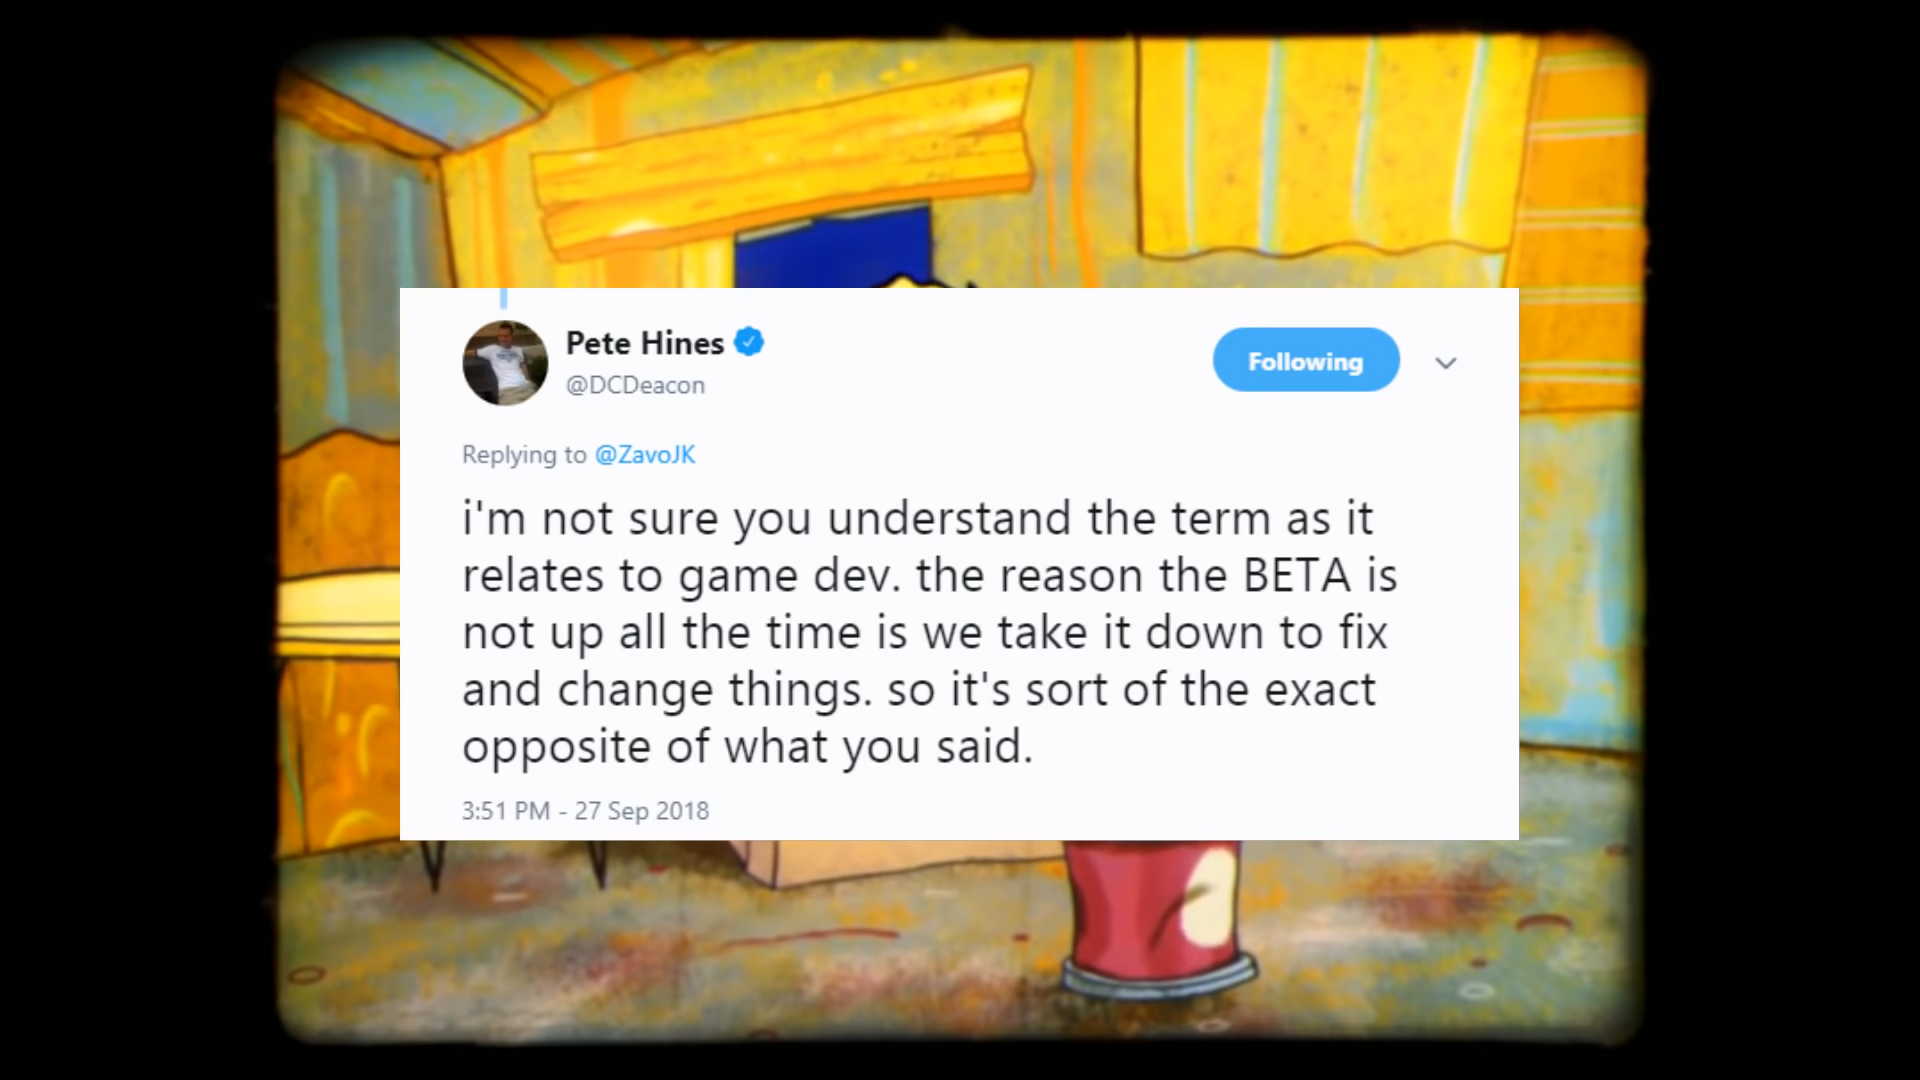 Pete Hines
@DCDeacon
Following
Replying to @ZavoJK
i'm not sure you understand the term as it
relates to game dev. the reason the BETA is
not up all the time is we take it down to fix
and change things. so it's sort of the exact
opposite of what you said.
3:51 PM - 27 Sep 2018